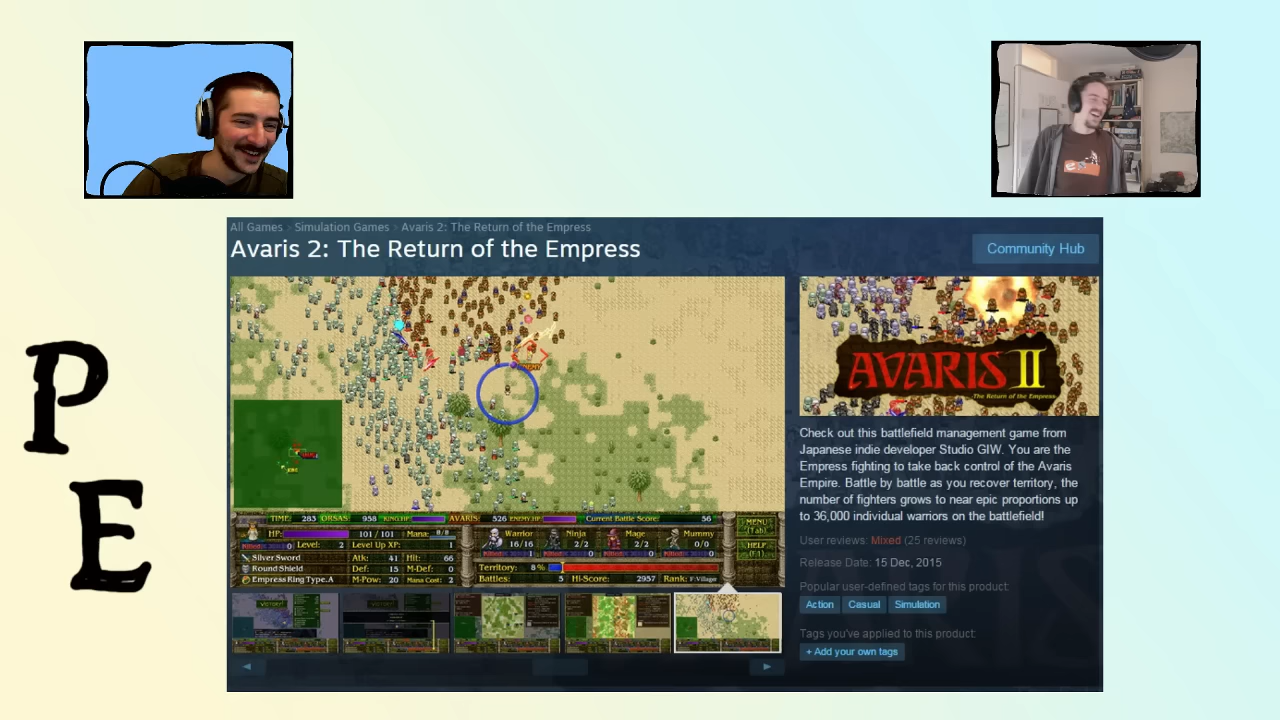 All Games > Simulation Games > Avaris 2: The Return of the Empress
Avaris 2: The Return of the Empress
Community Hub
AVARIS II
The Return of the Empress
P
E
TIME: 283 ORSAS: 958 KING.HP AVARIS: 526 ENEMY.HP Current Battle Score: 56
MENU
(Tab)
HELP
(F1)
HP: 101 / 101 Mana:
Level: 2 Level Up XP: 1
Silver Sword Atk: 41 Hit: 66
Round Shield Def: 15 M-Def: 0
Empress Ring Type.A M-Pow: 20 Mana Cost: 2
Warrior Ninja Mage Mummy
16/16 2/2 2/2 0/0
Territory: 8 %
Battles: 5 Hi-Score: 2957 Rank: F:Village
Check out this battlefield management game from
Japanese indie developer Studio GIW. You are the
Empress fighting to take back control of the Avaris
Empire. Battle by battle as you recover territory, the
number of fighters grows to near epic proportions up
to 36,000 individual warriors on the battlefield!
User reviews: Mixed (25 reviews)
Release Date: 15 Dec, 2015
Popular user-defined tags for this product:
Action Casual Simulation
Tags you've applied to this product:
+ Add your own tags